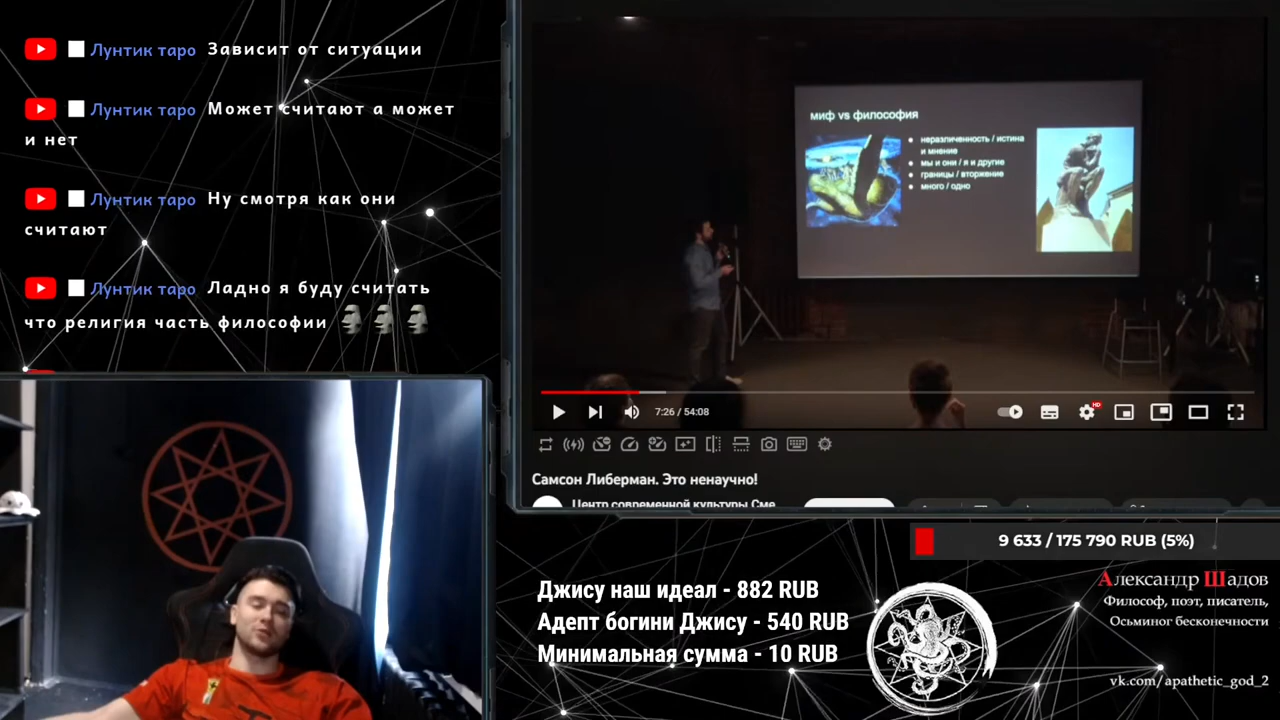 Лунтик таро Зависит от ситуации
Лунтик таро Может считают а может
и нет
Лунтик таро Ну смотря как они
считают
Лунтик таро Ладно я буду считать
что религия часть философии
миф vs философия
неразличенность / истина
и мнение
мы и они / я и другие
границы / вторжение
много / одно
7:26 / 54:08
HD
Самсон Либерман. Это ненаучно!
Центр современной культуры Сме
9 633 / 175 790 RUB (5%)
Джису наш идеал - 882 RUB
Адепт богини Джису - 540 RUB
Минимальная сумма - 10 RUB
Александр Шадов
Философ, поэт, писатель,
Осьминог бесконечности
vk.com/apathetic_god_2